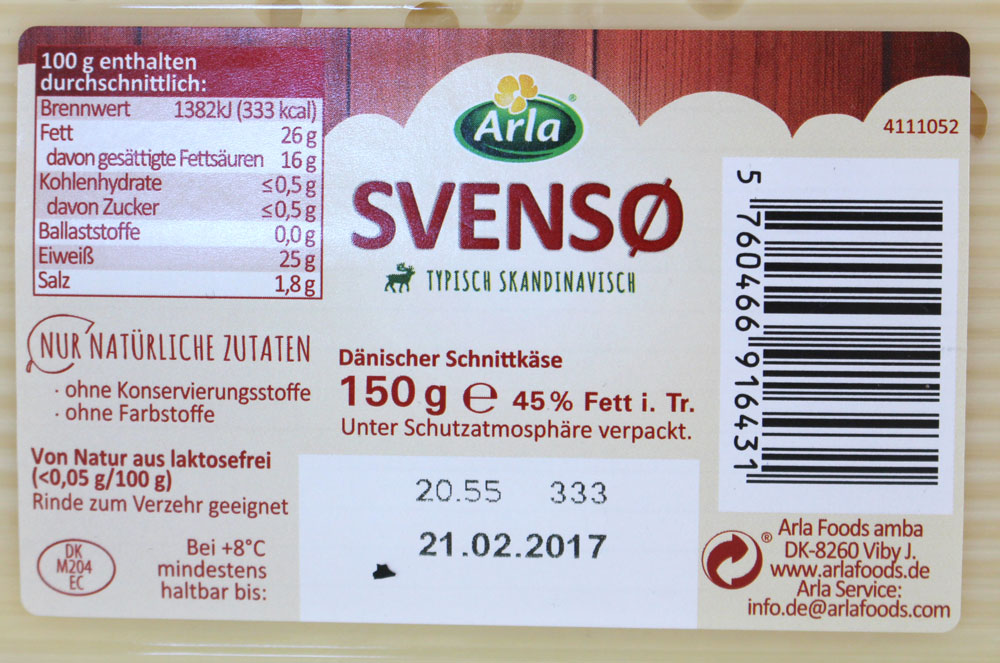 100 g enthalten
durchschnittlich:
Brennwert 1382kJ (333 kcal)
Fett 26 g
davon gesättigte Fettsäuren 16 g
Kohlenhydrate ≤0,5 g
davon Zucker ≤0,5 g
Ballaststoffe 0,0 g
Eiweiß 25 g
Salz 1,8 g
NUR NATÜRLICHE ZUTATEN
· ohne Konservierungsstoffe
· ohne Farbstoffe
Von Natur aus laktosefrei
(<0,05 g/100 g)
Rinde zum Verzehr geeignet
DK
M204
EC
Bei +8°C
mindestens
haltbar bis:
Arla®
SVENSØ
TYPISCH SKANDINAVISCH
Dänischer Schnittkäse
150 g ℮ 45% Fett i. Tr.
Unter Schutzatmosphäre verpackt.
20.55 333
21.02.2017
4111052
5 760466 916431
® Arla Foods amba
DK-8260 Viby J.
www.arlafoods.de
Arla Service:
info.de@arlafoods.com